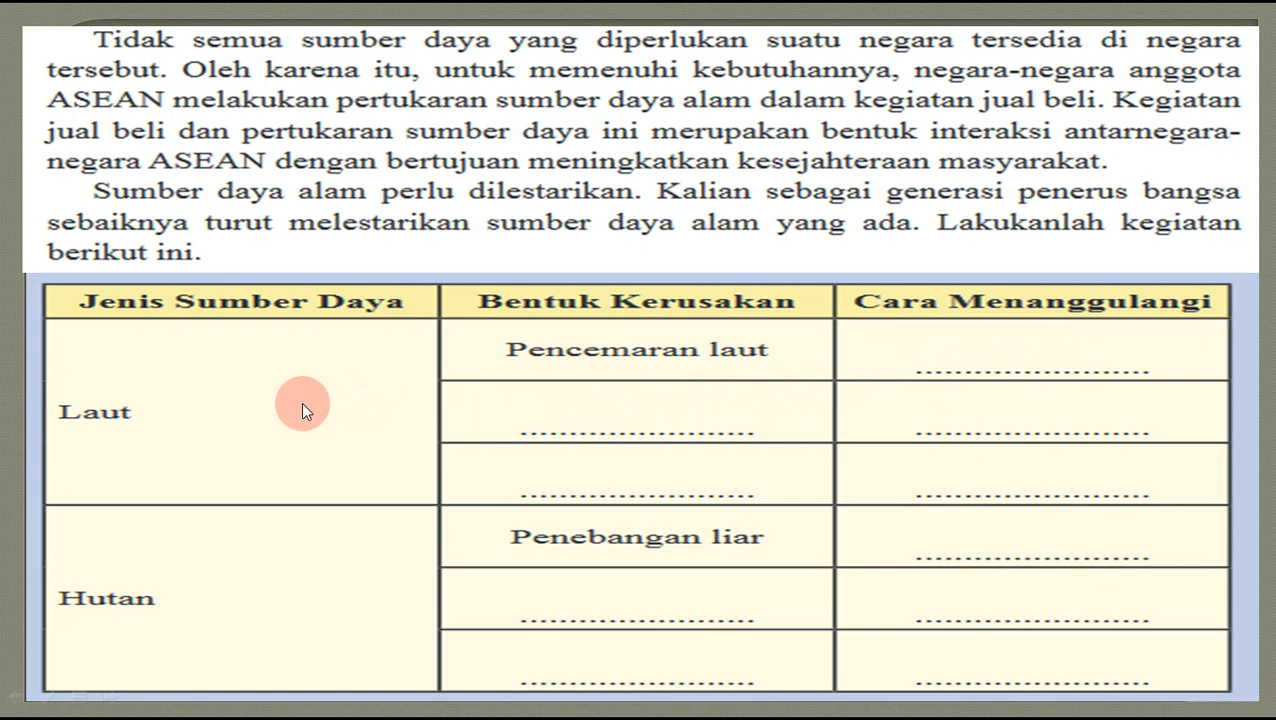 Tidak semua sumber daya yang diperlukan suatu negara tersedia di negara
tersebut. Oleh karena itu, untuk memenuhi kebutuhannya, negara-negara anggota
ASEAN melakukan pertukaran sumber daya alam dalam kegiatan jual beli. Kegiatan
jual beli dan pertukaran sumber daya ini merupakan bentuk interaksi antarnegara-
negara ASEAN dengan bertujuan meningkatkan kesejahteraan masyarakat.
Sumber daya alam perlu dilestarikan. Kalian sebagai generasi penerus bangsa
sebaiknya turut melestarikan sumber daya alam yang ada. Lakukanlah kegiatan
berikut ini.
Jenis Sumber Daya Bentuk Kerusakan Cara Menanggulangi
Pencemaran laut ........................
Laut
........................ ........................
........................ ........................
Penebangan liar ........................
Hutan
........................ ........................
........................ ........................